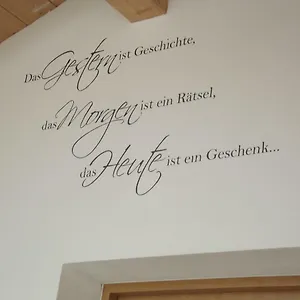 Das Gestern ist Geschichte,
das Morgen ist ein Rätsel,
das Heute ist ein Geschenk...